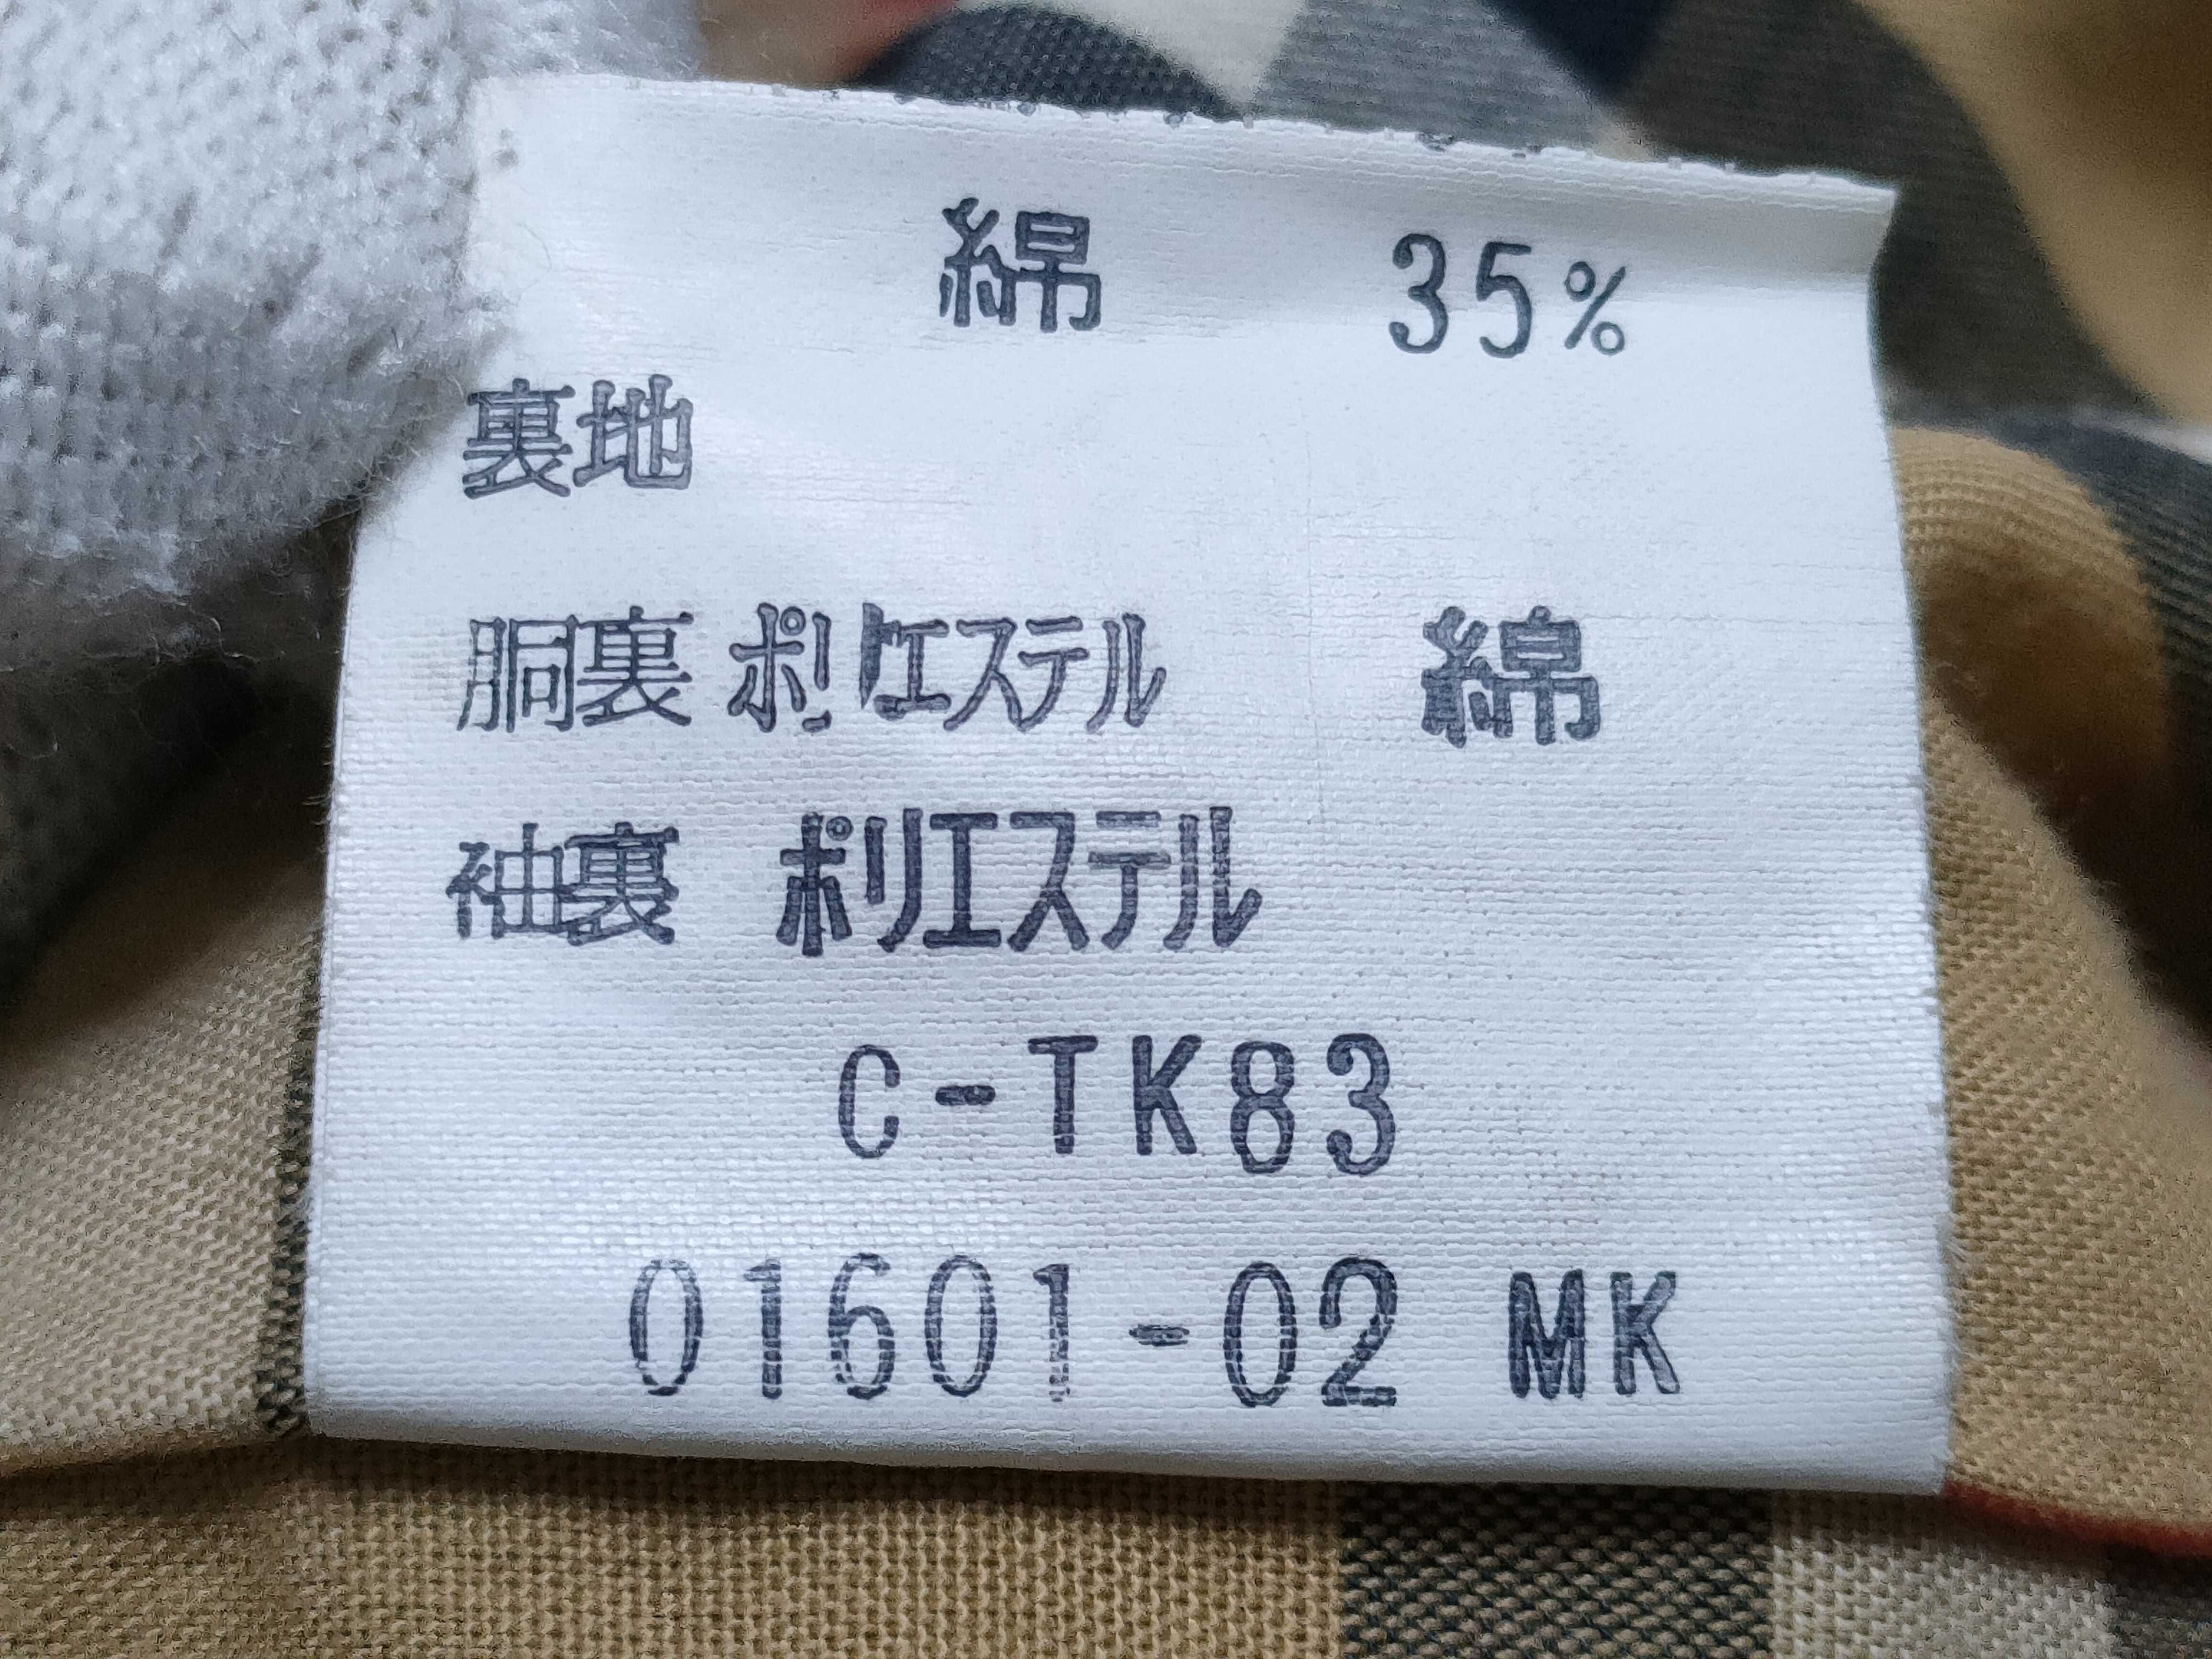 綿 35%
裏地
胴裏 ポリエステル 綿
袖裏 ポリエステル
C-TK83
01601-02 MK